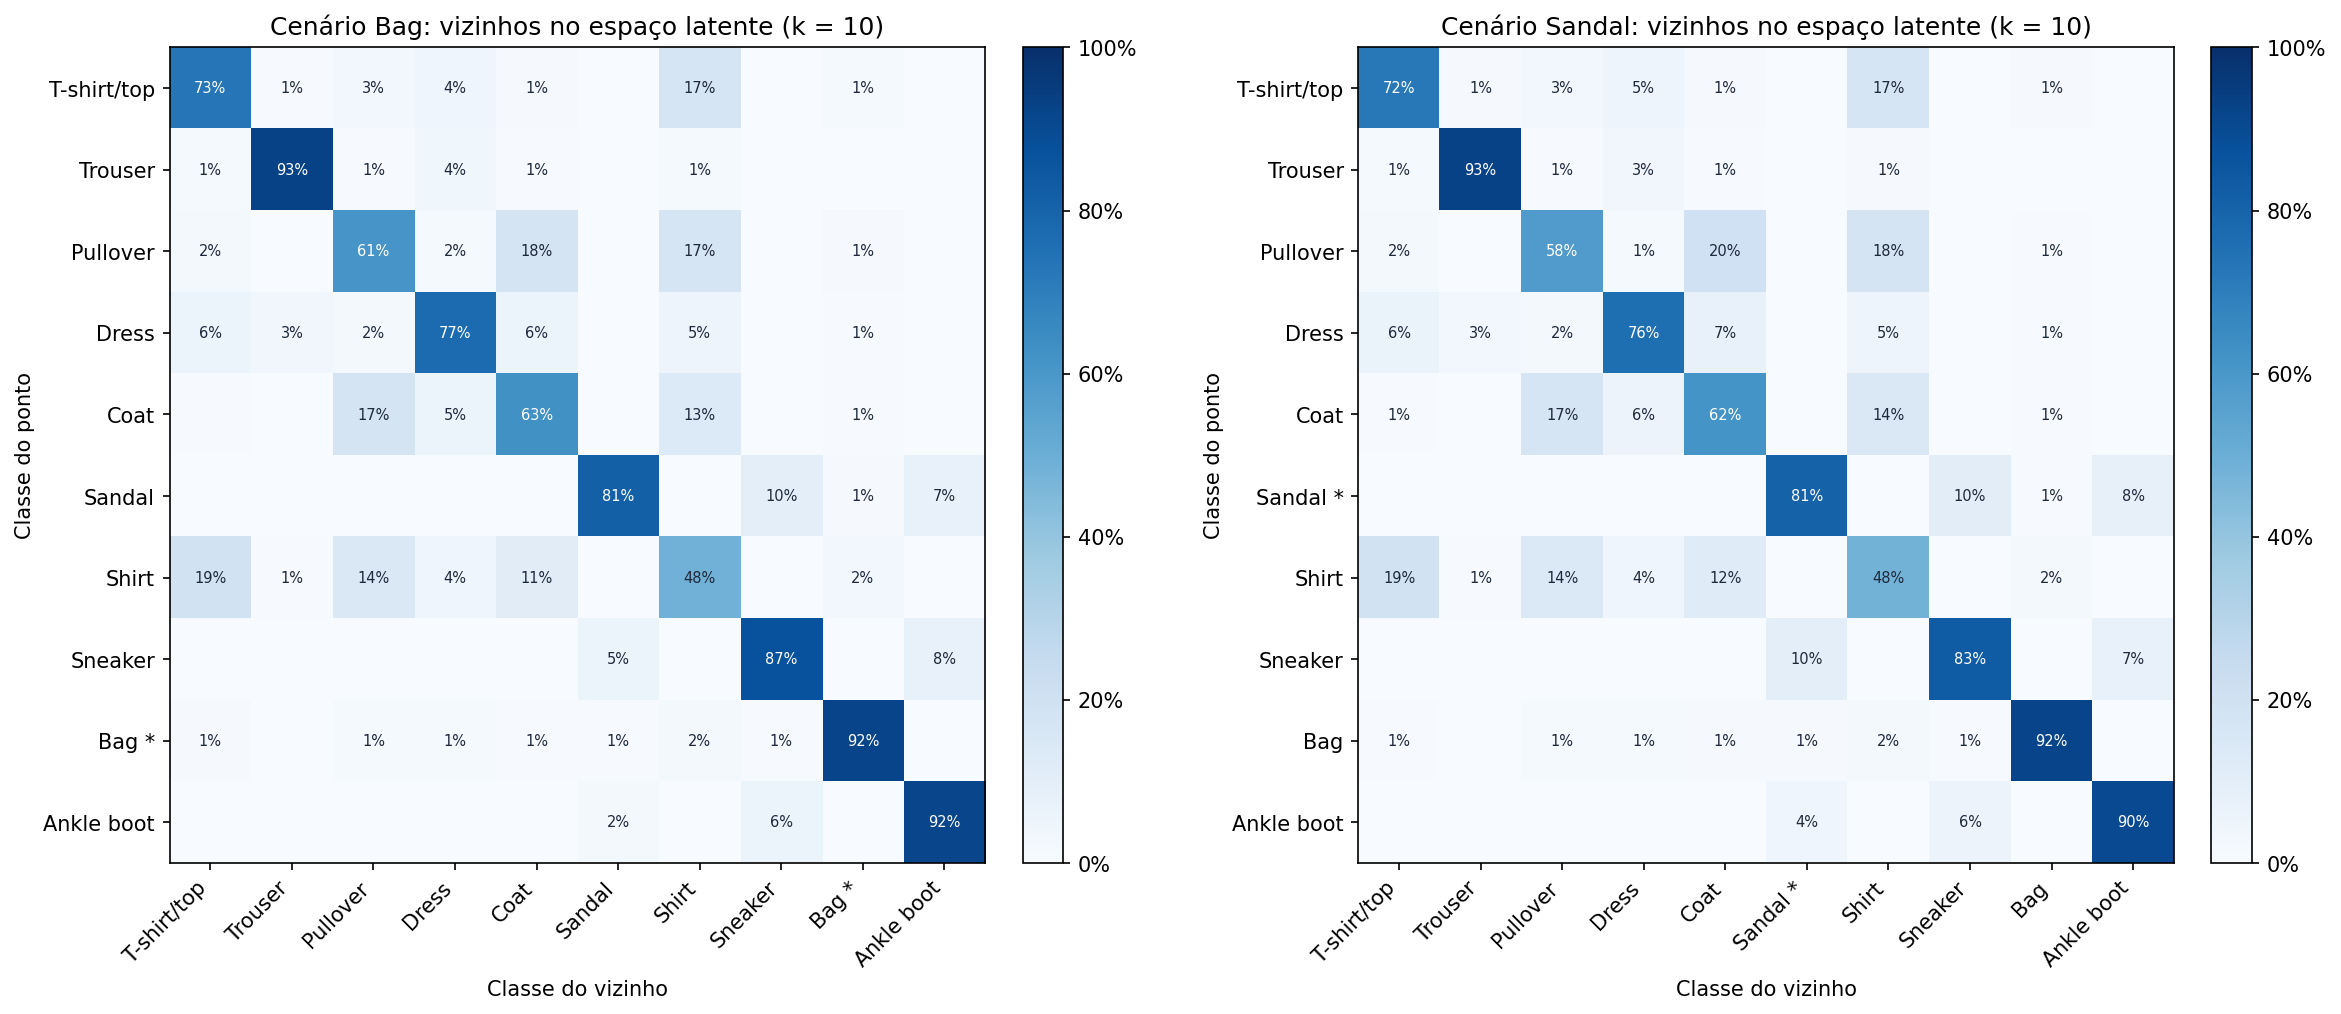 Cenário Bag: vizinhos no espaço latente (k = 10)
T-shirt/top 73% 1% 3% 4% 1% 17% 1%
Trouser 1% 93% 1% 4% 1% 1%
Pullover 2% 61% 2% 18% 17% 1%
Dress 6% 3% 2% 77% 6% 5% 1%
Coat 17% 5% 63% 13% 1%
Sandal 81% 10% 1% 7%
Shirt 19% 1% 14% 4% 11% 48% 2%
Sneaker 5% 87% 8%
Bag * 1% 1% 1% 1% 1% 2% 1% 92%
Ankle boot 2% 6% 92%
T-shirt/top Trouser Pullover Dress Coat Sandal Shirt Sneaker Bag * Ankle boot
Classe do vizinho
Classe do ponto
100%
80%
60%
40%
20%
0%
Cenário Sandal: vizinhos no espaço latente (k = 10)
T-shirt/top 72% 1% 3% 5% 1% 17% 1%
Trouser 1% 93% 1% 3% 1% 1%
Pullover 2% 58% 1% 20% 18% 1%
Dress 6% 3% 2% 76% 7% 5% 1%
Coat 1% 17% 6% 62% 14% 1%
Sandal * 81% 10% 1% 8%
Shirt 19% 1% 14% 4% 12% 48% 2%
Sneaker 10% 83% 7%
Bag 1% 1% 1% 1% 1% 2% 1% 92%
Ankle boot 4% 6% 90%
T-shirt/top Trouser Pullover Dress Coat Sandal * Shirt Sneaker Bag Ankle boot
Classe do vizinho
Classe do ponto
100%
80%
60%
40%
20%
0%